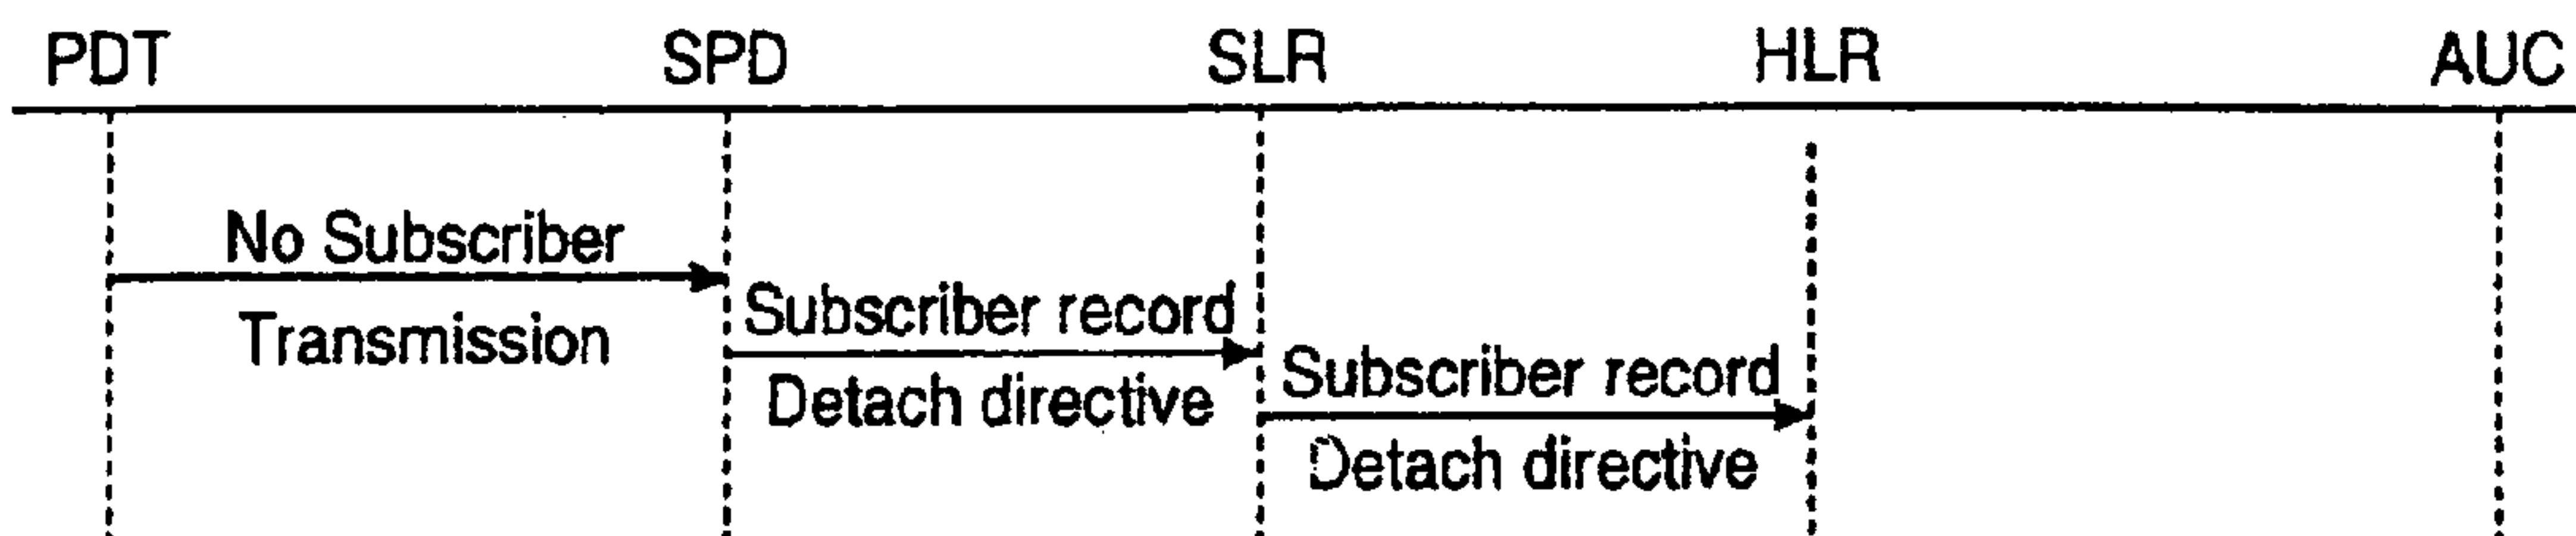 PDT SPD SLR HLR AUC
No Subscriber
Transmission
Subscriber record
Detach directive
Subscriber record
Detach directive